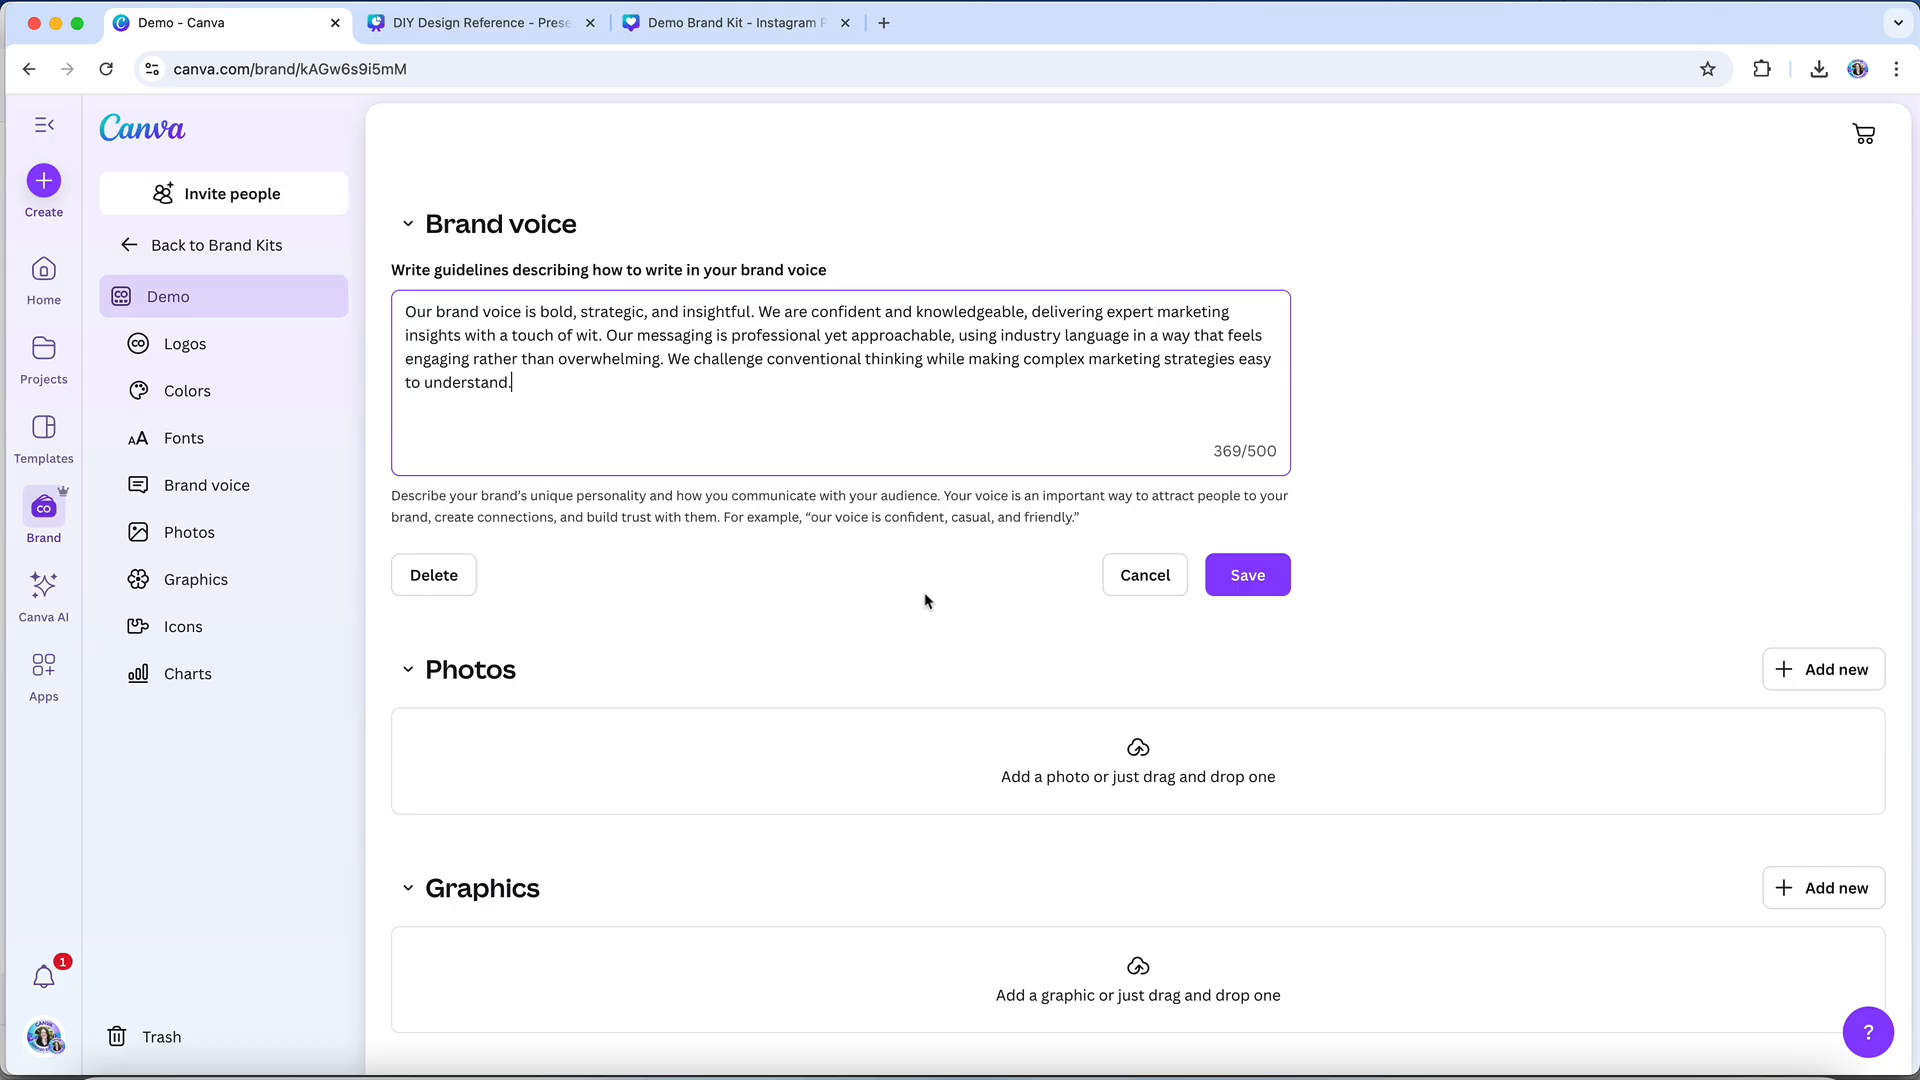 Demo - Canva
DIY Design Reference - Prese
Demo Brand Kit - Instagram P
canva.com/brand/kAGw6s9i5mM
Canva
Create
Home
Projects
Templates
Brand
Canva AI
Apps
1
Invite people
Back to Brand Kits
Demo
Logos
Colors
Fonts
Brand voice
Photos
Graphics
Icons
Charts
Trash
Brand voice
Write guidelines describing how to write in your brand voice
Our brand voice is bold, strategic, and insightful. We are confident and knowledgeable, delivering expert marketing
insights with a touch of wit. Our messaging is professional yet approachable, using industry language in a way that feels
engaging rather than overwhelming. We challenge conventional thinking while making complex marketing strategies easy
to understand.
369/500
Describe your brand’s unique personality and how you communicate with your audience. Your voice is an important way to attract people to your
brand, create connections, and build trust with them. For example, “our voice is confident, casual, and friendly.”
Delete
Cancel
Save
Photos
Add new
Add a photo or just drag and drop one
Graphics
Add new
Add a graphic or just drag and drop one
?